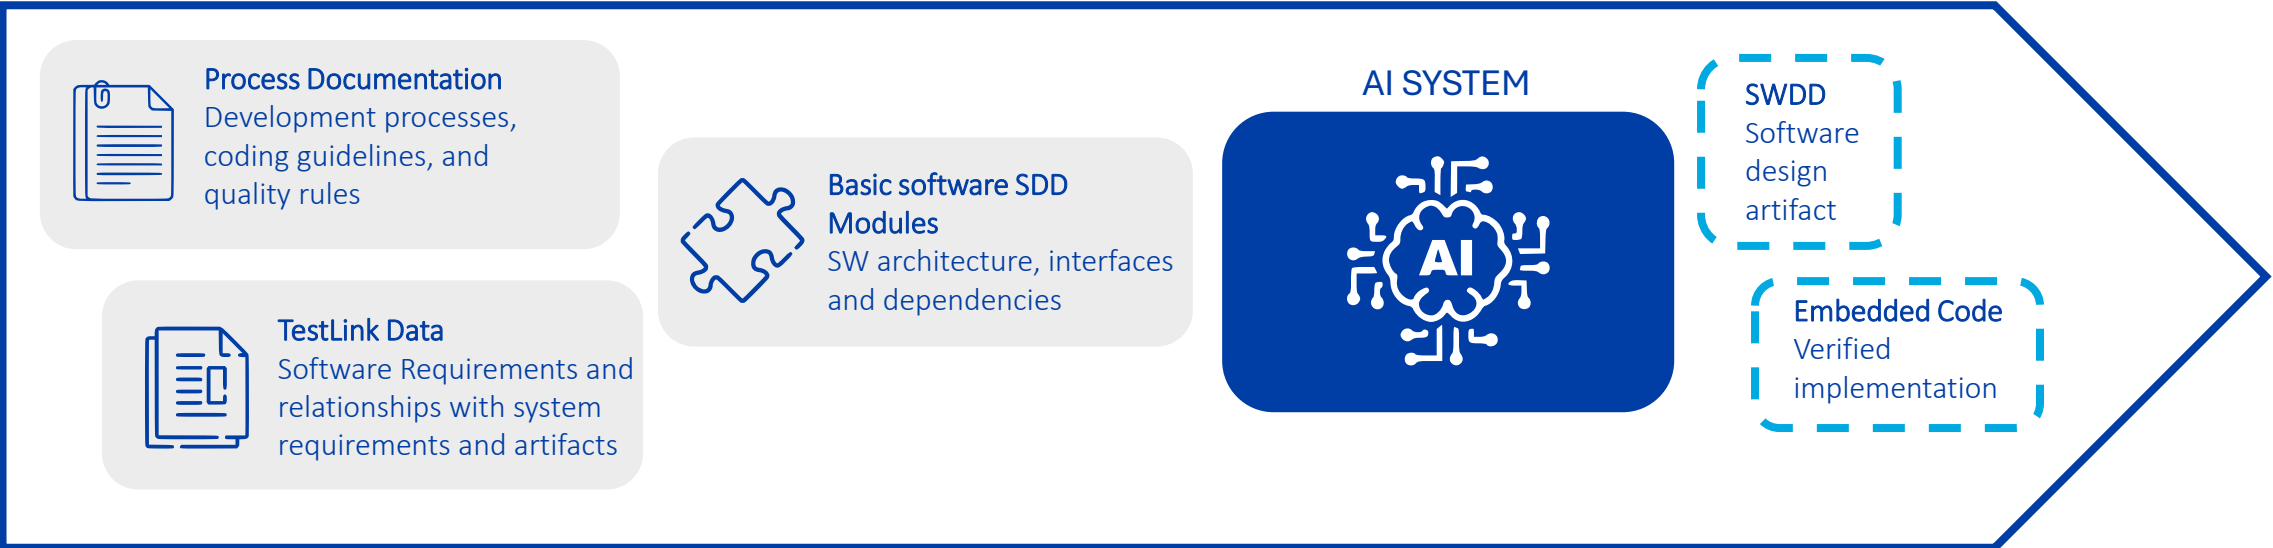 Process Documentation
Development processes,
coding guidelines, and
quality rules
TestLink Data
Software Requirements and
relationships with system
requirements and artifacts
Basic software SDD
Modules
SW architecture, interfaces
and dependencies
AI SYSTEM
AI
SWDD
Software
design
artifact
Embedded Code
Verified
implementation